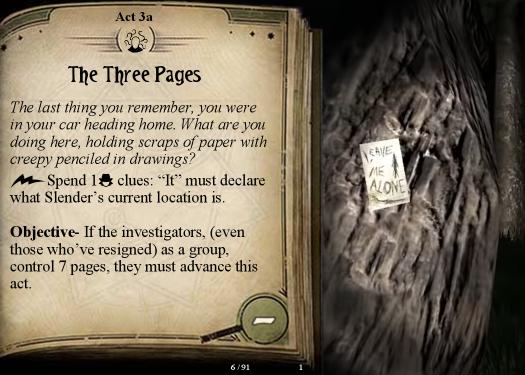 Act 3a
The Three Pages
The last thing you remember, you were
in your car heading home. What are you
doing here, holding scraps of paper with
creepy penciled in drawings?
Spend 1 clues: “It” must declare
what Slender’s current location is.
Objective- If the investigators, (even
those who’ve resigned) as a group,
control 7 pages, they must advance this
act.
-
6 / 91
1
ME
ALONE